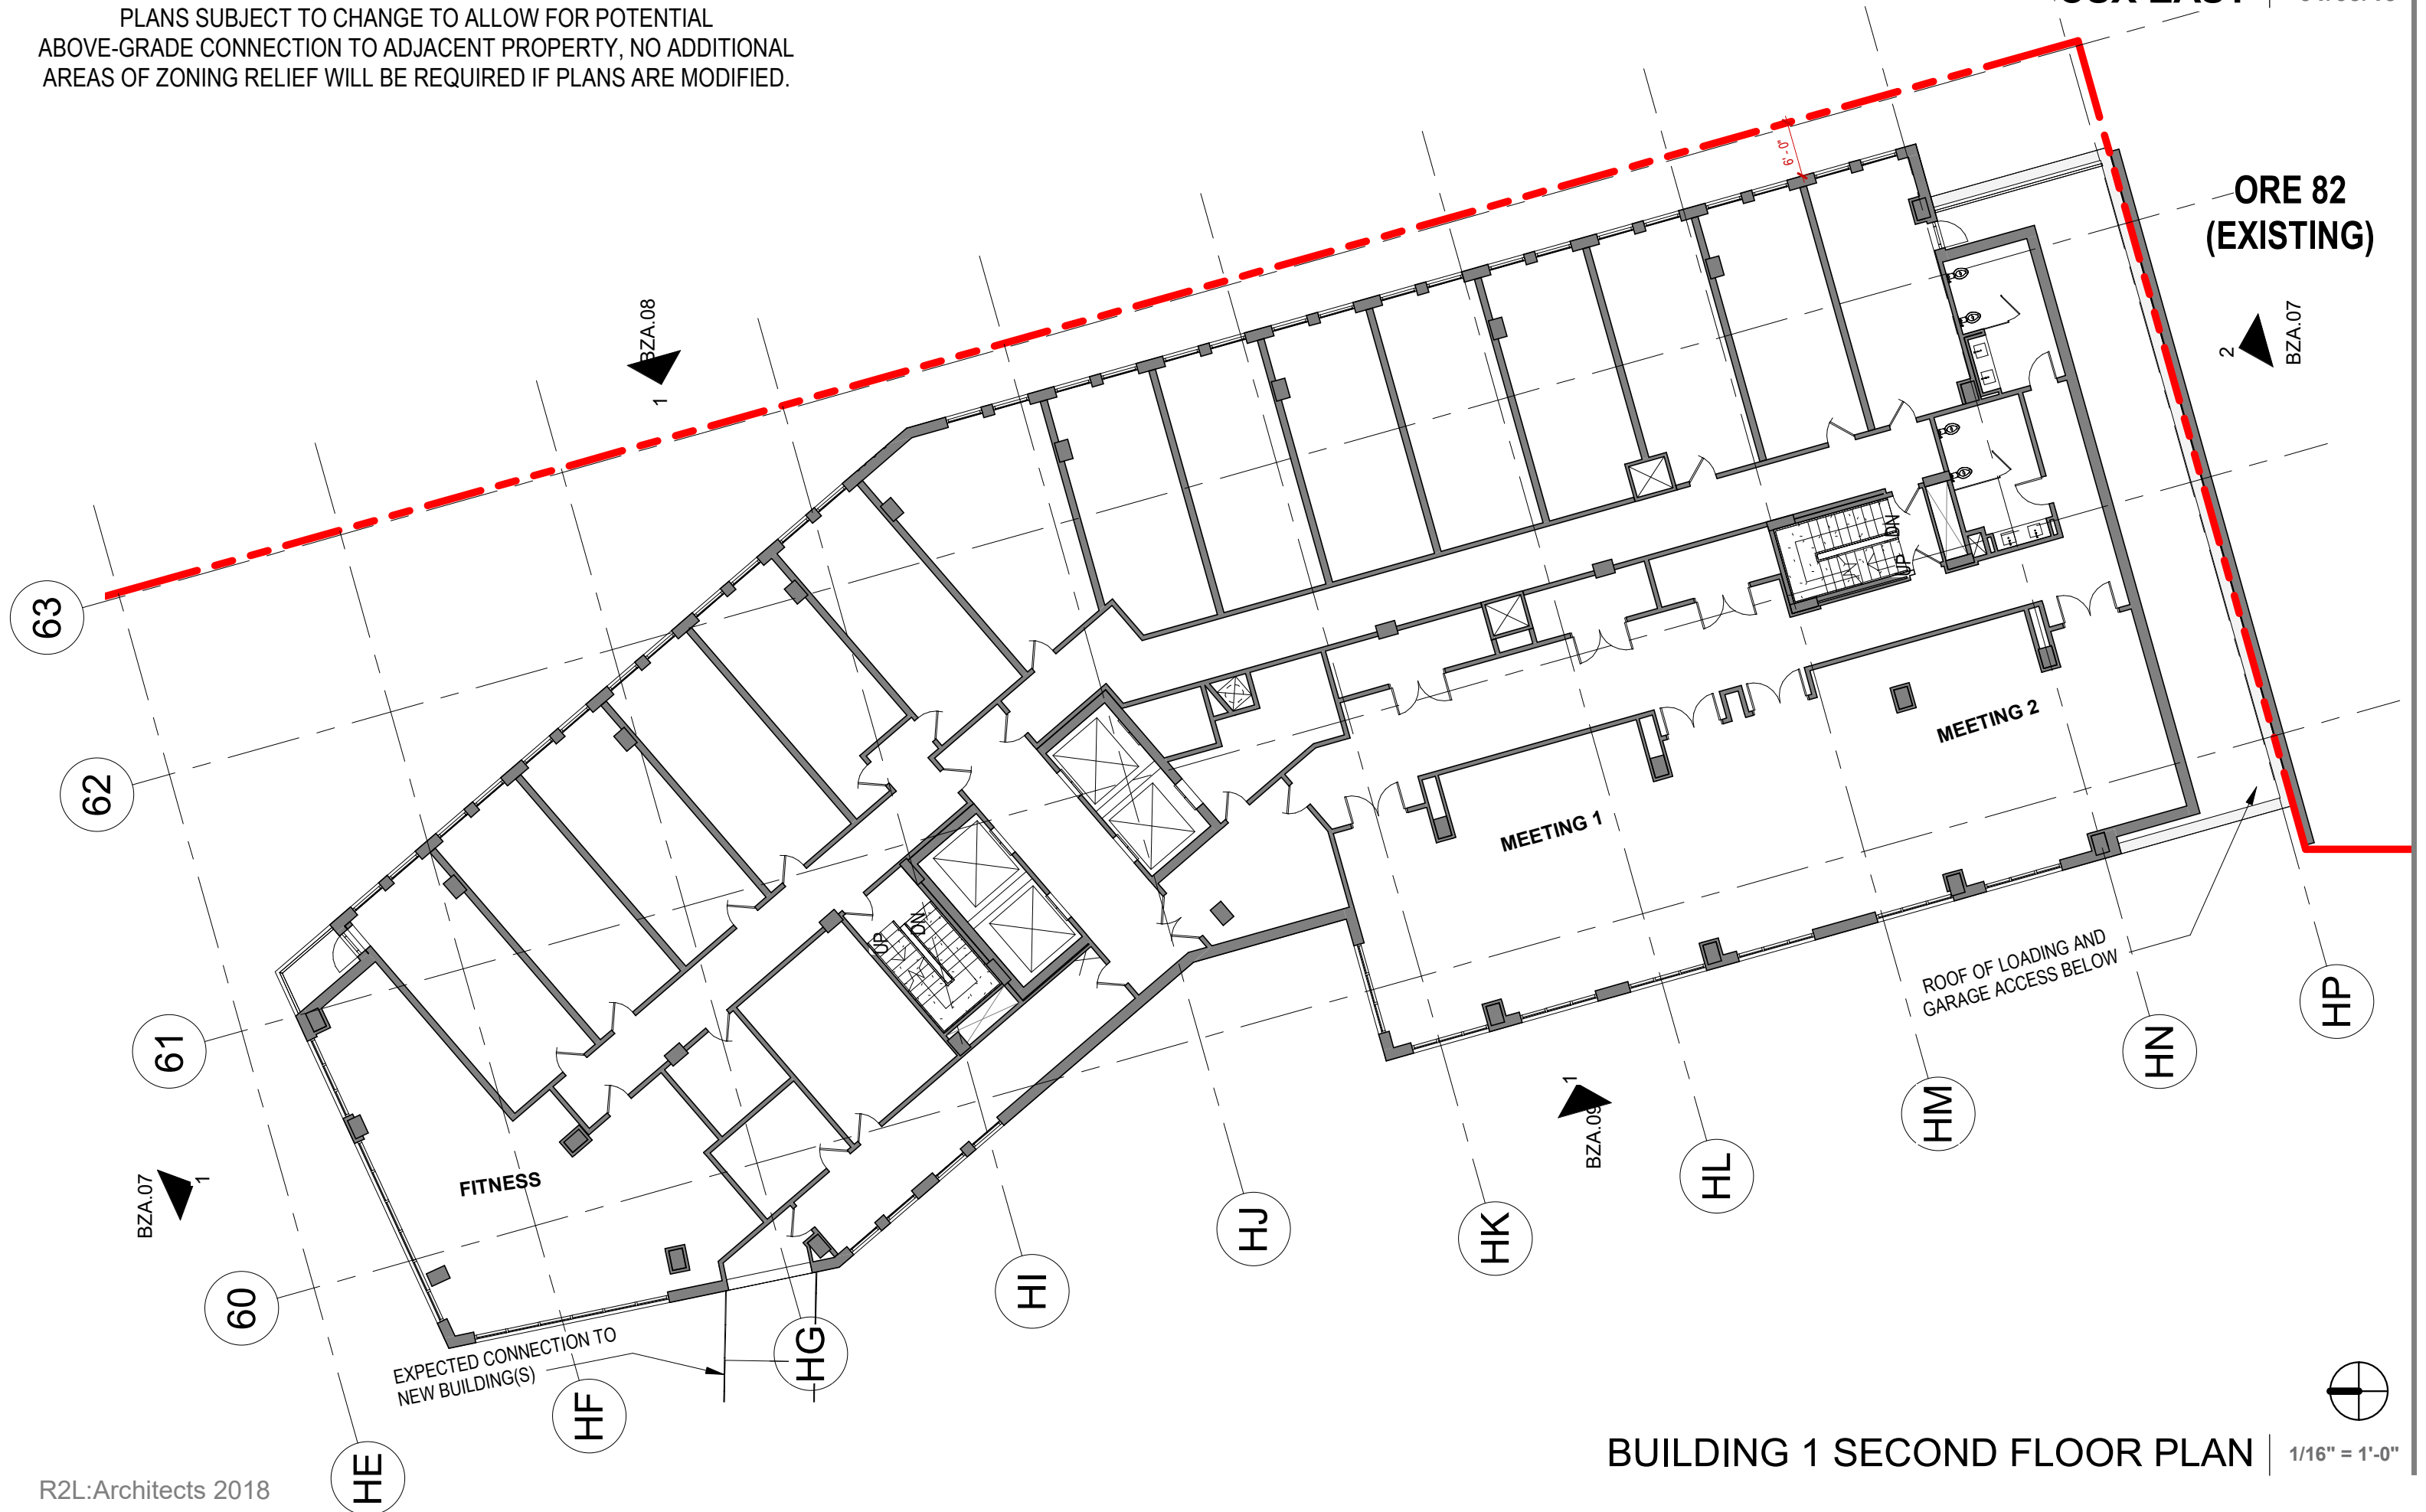 PLANS SUBJECT TO CHANGE TO ALLOW FOR POTENTIAL
ABOVE-GRADE CONNECTION TO ADJACENT PROPERTY, NO ADDITIONAL
AREAS OF ZONING RELIEF WILL BE REQUIRED IF PLANS ARE MODIFIED.
6' - 0"
ORE 82
(EXISTING)
BZA.08
1
2
BZA.07
63
62
61
60
DN
UP
MEETING 2
MEETING 1
UP
DN
FITNESS
BZA.07
1
ROOF OF LOADING AND
GARAGE ACCESS BELOW
1
BZA.09
EXPECTED CONNECTION TO
NEW BUILDING(S)
HE
HF
HG
HI
HJ
HK
HL
HM
HN
HP
BUILDING 1 SECOND FLOOR PLAN
1/16" = 1'-0"
R2L:Architects 2018